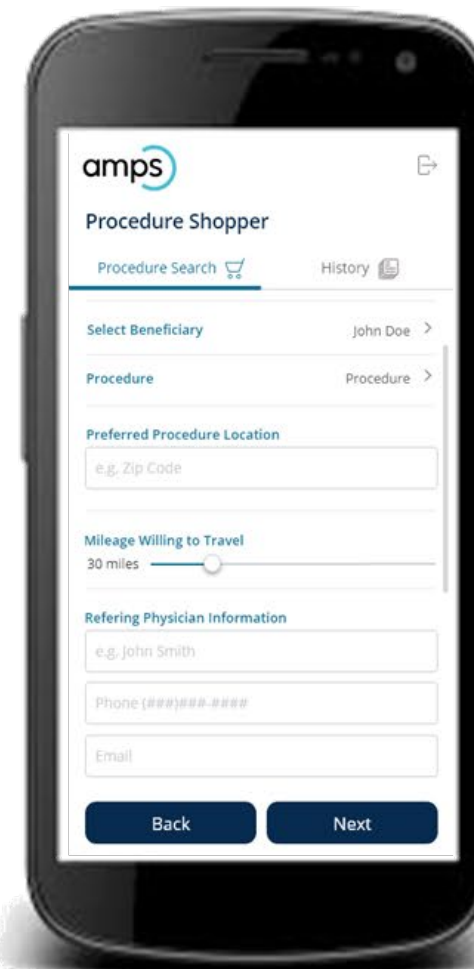 amps
Procedure Shopper
Procedure Search History
Select Beneficiary John Doe >
Procedure Procedure >
Preferred Procedure Location
e.g. Zip Code
Mileage Willing to Travel
30 miles
Refering Physician Information
e.g. John Smith
Phone (###)###-####
Email
Back Next